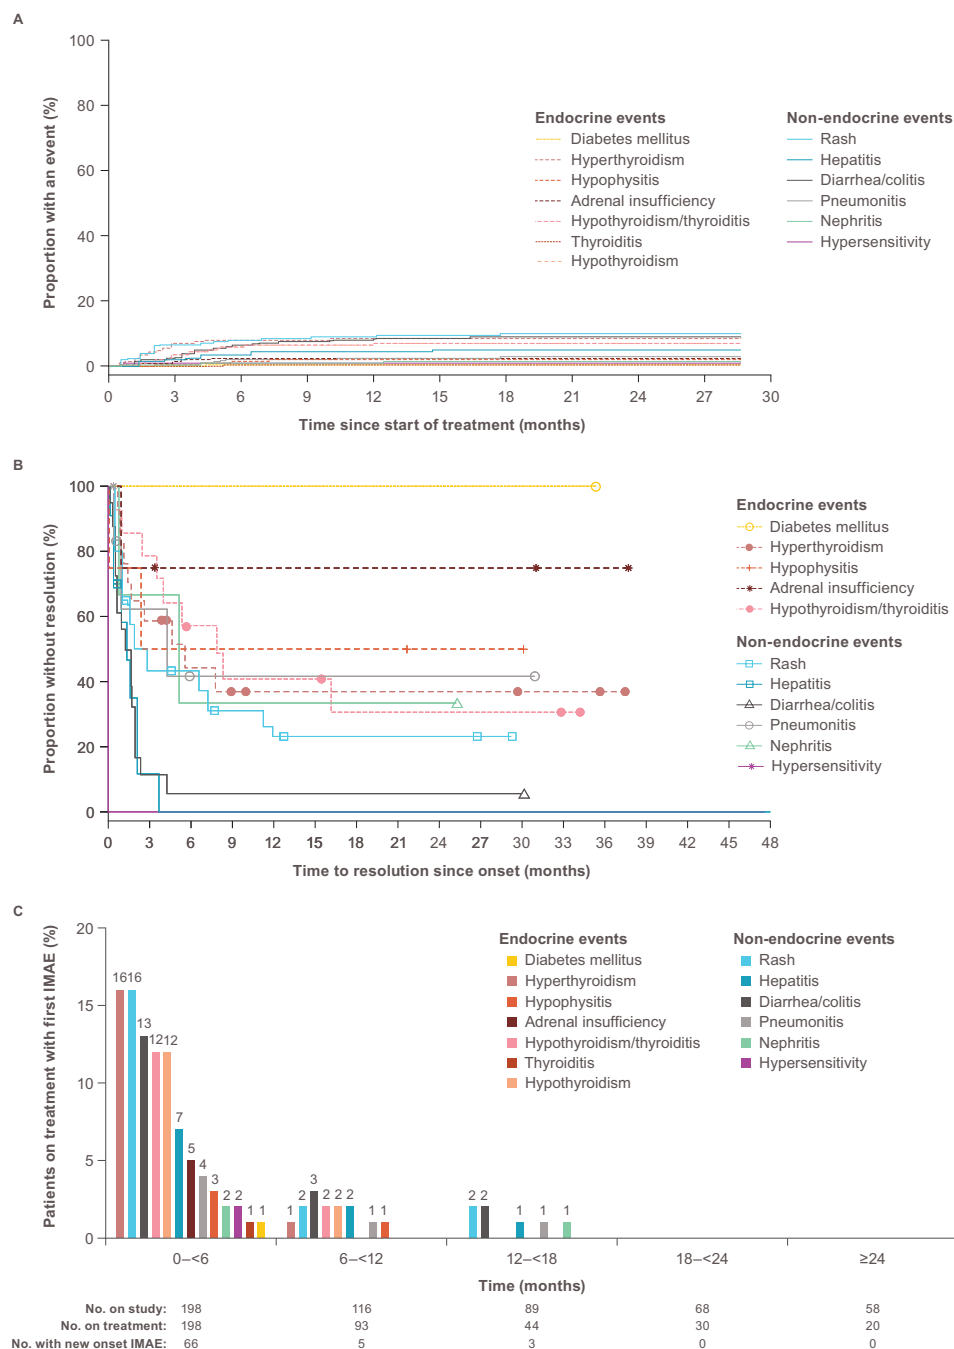 A
Proportion with an event (%)
100
80
60
40
20
0
0 3 6 9 12 15 18 21 24 27 30
Time since start of treatment (months)
Endocrine events
Diabetes mellitus
Hyperthyroidism
Hypophysitis
Adrenal insufficiency
Hypothyroidism/thyroiditis
Thyroiditis
Hypothyroidism
Non-endocrine events
Rash
Hepatitis
Diarrhea/colitis
Pneumonitis
Nephritis
Hypersensitivity
B
Proportion without resolution (%)
100
80
60
40
20
0
0 3 6 9 12 15 18 21 24 27 30 33 36 39 42 45 48
Time to resolution since onset (months)
Endocrine events
Diabetes mellitus
Hyperthyroidism
Hypophysitis
Adrenal insufficiency
Hypothyroidism/thyroiditis
Non-endocrine events
Rash
Hepatitis
Diarrhea/colitis
Pneumonitis
Nephritis
Hypersensitivity
C
Patients on treatment with first IMAE (%)
20
15
10
5
0
16 16 13 12 12 7 5 4 3 2 2 1 1
1 2 3 2 2 2 1 1
2 2 1 1 1
Endocrine events
Diabetes mellitus
Hyperthyroidism
Hypophysitis
Adrenal insufficiency
Hypothyroidism/thyroiditis
Thyroiditis
Hypothyroidism
Non-endocrine events
Rash
Hepatitis
Diarrhea/colitis
Pneumonitis
Nephritis
Hypersensitivity
0–<6 6–<12 12–<18 18–<24 ≥24
Time (months)
No. on study: 198 116 89 68 58
No. on treatment: 198 93 44 30 20
No. with new onset IMAE: 66 5 3 0 0